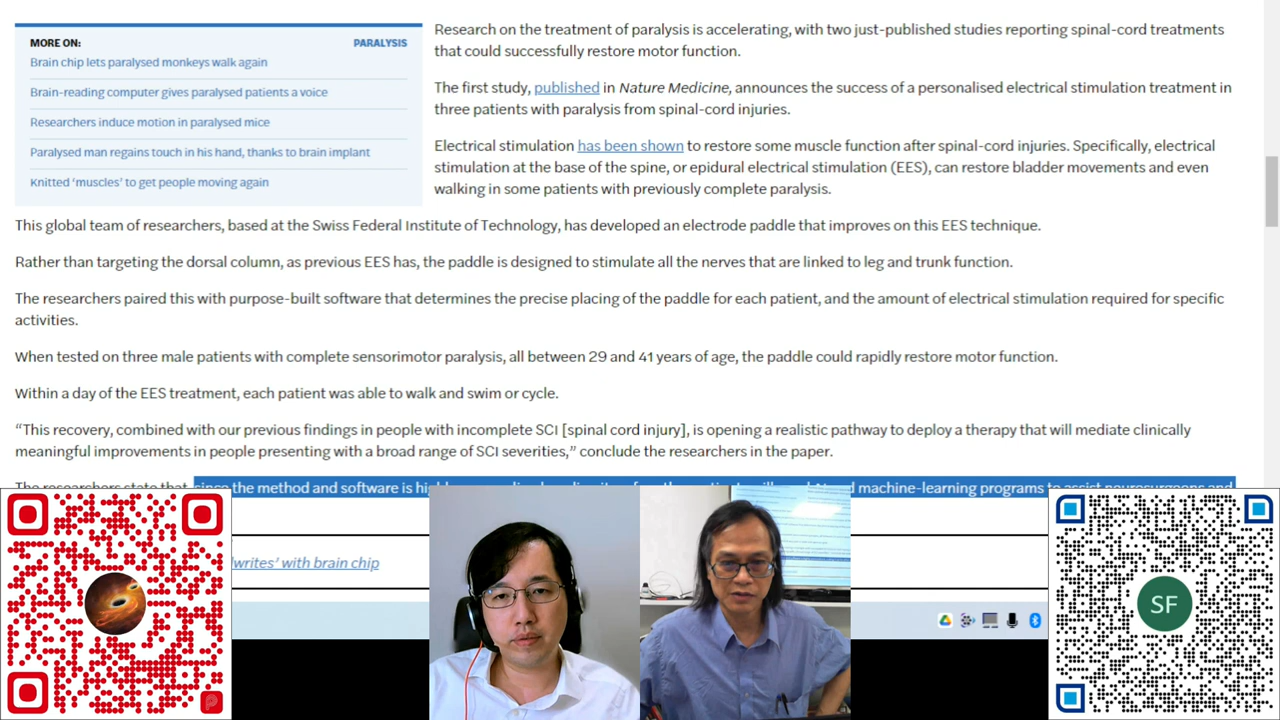 MORE ON:
PARALYSIS
Brain chip lets paralysed monkeys walk again
Brain-reading computer gives paralysed patients a voice
Researchers induce motion in paralysed mice
Paralysed man regains touch in his hand, thanks to brain implant
Knitted ‘muscles’ to get people moving again
Research on the treatment of paralysis is accelerating, with two just-published studies reporting spinal-cord treatments
that could successfully restore motor function.
The first study, published in Nature Medicine, announces the success of a personalised electrical stimulation treatment in
three patients with paralysis from spinal-cord injuries.
Electrical stimulation has been shown to restore some muscle function after spinal-cord injuries. Specifically, electrical
stimulation at the base of the spine, or epidural electrical stimulation (EES), can restore bladder movements and even
walking in some patients with previously complete paralysis.
This global team of researchers, based at the Swiss Federal Institute of Technology, has developed an electrode paddle that improves on this EES technique.
Rather than targeting the dorsal column, as previous EES has, the paddle is designed to stimulate all the nerves that are linked to leg and trunk function.
The researchers paired this with purpose-built software that determines the precise placing of the paddle for each patient, and the amount of electrical stimulation required for specific
activities.
When tested on three male patients with complete sensorimotor paralysis, all between 29 and 41 years of age, the paddle could rapidly restore motor function.
Within a day of the EES treatment, each patient was able to walk and swim or cycle.
“This recovery, combined with our previous findings in people with incomplete SCI [spinal cord injury], is opening a realistic pathway to deploy a therapy that will mediate clinically
meaningful improvements in people presenting with a broad range of SCI severities,” conclude the researchers in the paper.
The researchers state that since the method and software is machine-learning programs to assist neurosurgeons and
writes’ with brain chip
SF